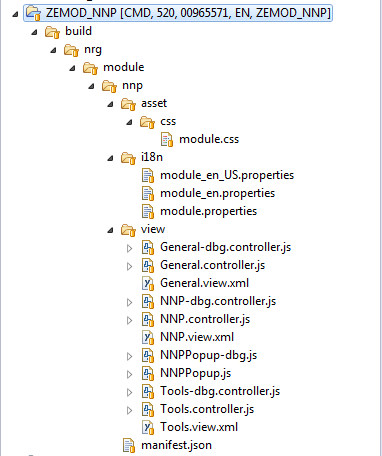 ZEMOD_NNP [CMD, 520, 00965571, EN, ZEMOD_NNP]
build
nrg
module
nnp
asset
css
module.css
i18n
module_en_US.properties
module_en.properties
module.properties
view
General-dbg.controller.js
General.controller.js
General.view.xml
NNP-dbg.controller.js
NNP.controller.js
NNP.view.xml
NNPPopup-dbg.js
NNPPopup.js
Tools-dbg.controller.js
Tools.controller.js
Tools.view.xml
manifest.json